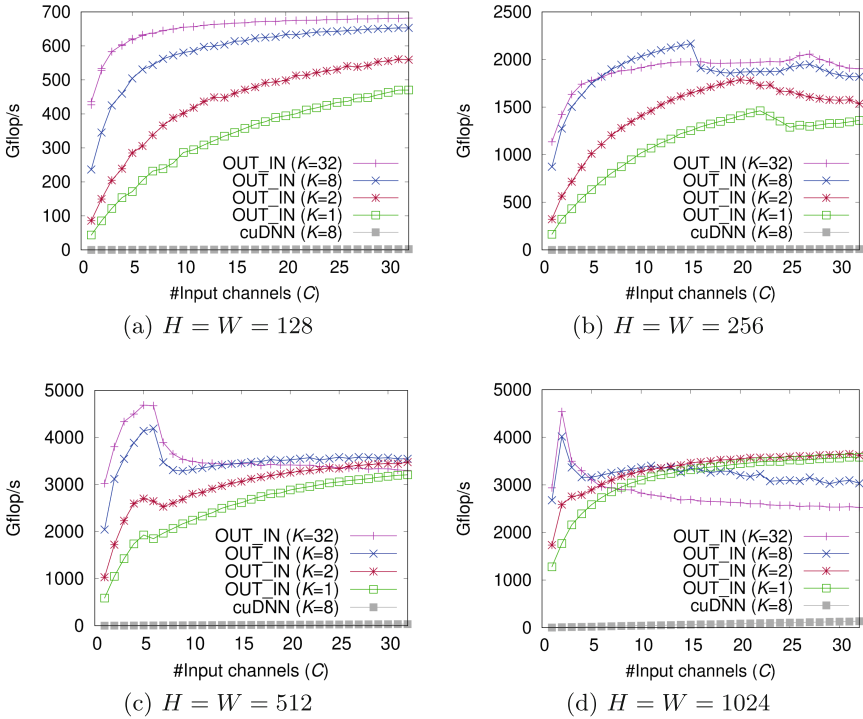 700
600
500
400
300
200
100
0
Gflop/s
OUT_IN (K=32)
OUT_IN (K=8)
OUT_IN (K=2)
OUT_IN (K=1)
cuDNN (K=8)
0 5 10 15 20 25 30
#Input channels (C)
(a) H = W = 128
2500
2000
1500
1000
500
0
Gflop/s
OUT_IN (K=32)
OUT_IN (K=8)
OUT_IN (K=2)
OUT_IN (K=1)
cuDNN (K=8)
0 5 10 15 20 25 30
#Input channels (C)
(b) H = W = 256
5000
4000
3000
2000
1000
0
Gflop/s
OUT_IN (K=32)
OUT_IN (K=8)
OUT_IN (K=2)
OUT_IN (K=1)
cuDNN (K=8)
0 5 10 15 20 25 30
#Input channels (C)
(c) H = W = 512
5000
4000
3000
2000
1000
0
Gflop/s
OUT_IN (K=32)
OUT_IN (K=8)
OUT_IN (K=2)
OUT_IN (K=1)
cuDNN (K=8)
0 5 10 15 20 25 30
#Input channels (C)
(d) H = W = 1024